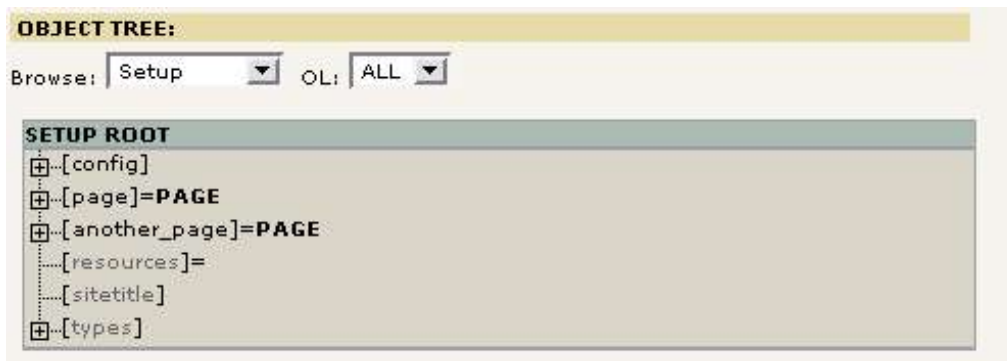 OBJECT TREE:
Browse: Setup OL: ALL
SETUP ROOT
[config]
[page]=PAGE
[another_page]=PAGE
[resources]=
[sitetitle]
[types]